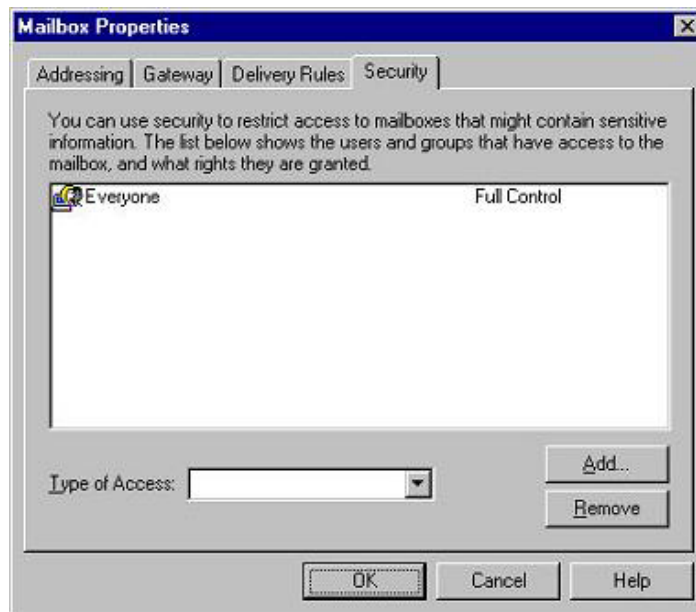 Mailbox Properties
Addressing Gateway Delivery Rules Security
You can use security to restrict access to mailboxes that might contain sensitive
information. The list below shows the users and groups that have access to the
mailbox, and what rights they are granted.
Everyone Full Control
Add...
Type of Access:
Remove
OK Cancel Help